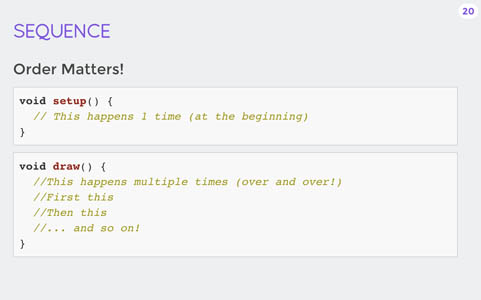 20
SEQUENCE
Order Matters!
void setup() {
  // This happens 1 time (at the beginning)
}
void draw() {
  //This happens multiple times (over and over!)
  //First this
  //Then this
  //... and so on!
}